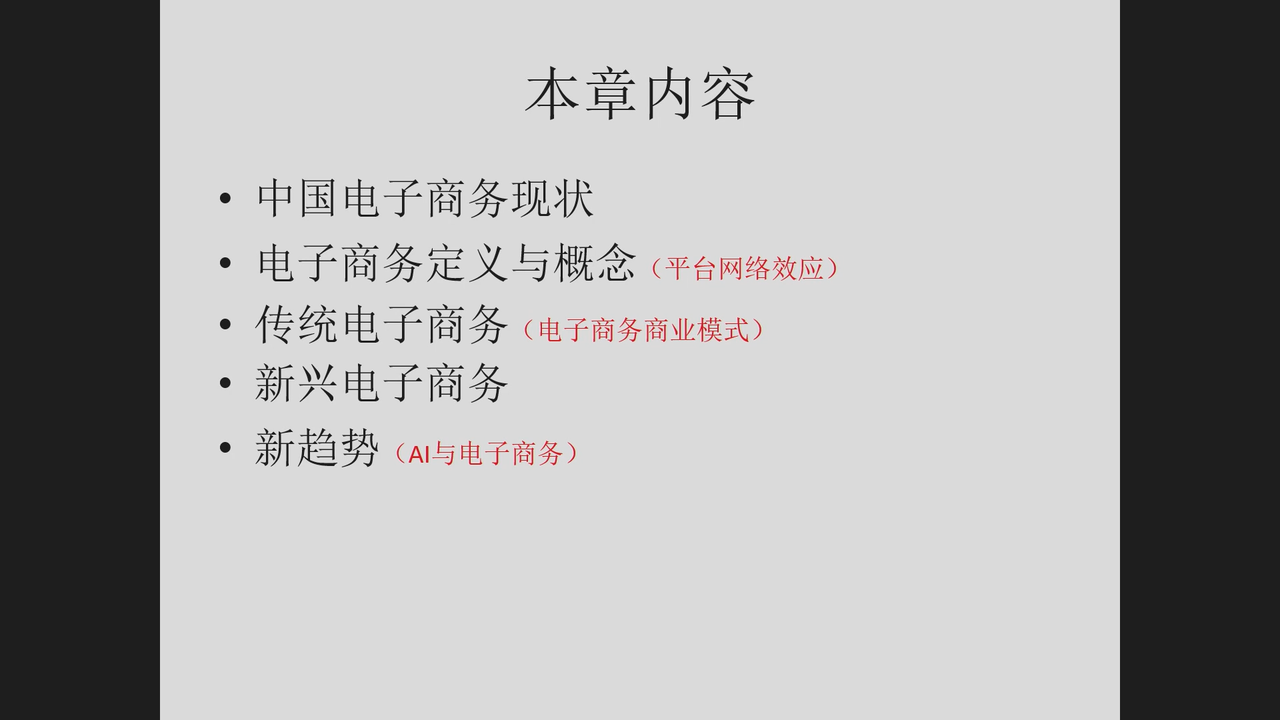 本章内容
• 中国电子商务现状
• 电子商务定义与概念（平台网络效应）
• 传统电子商务（电子商务商业模式）
• 新兴电子商务
• 新趋势（AI与电子商务）